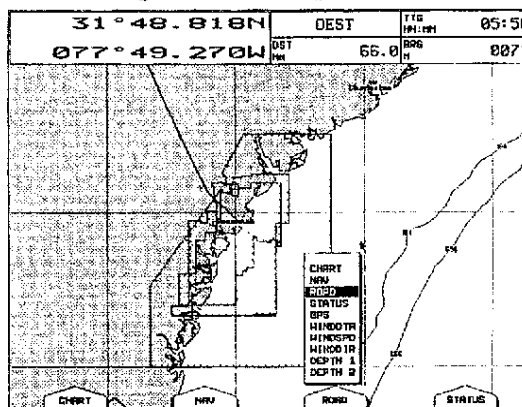 31°48.818N
DEST
TTG
HH:MM
05:5
077°49.270W
DST
NM
66.0
BRG
M
007
CHART
NAV
ROAD
STATUS
GPS
WINDDTA
WINDSPD
WINDDIR
DEPTH 1
DEPTH 2
CHART
NAV
ROAD
STATUS